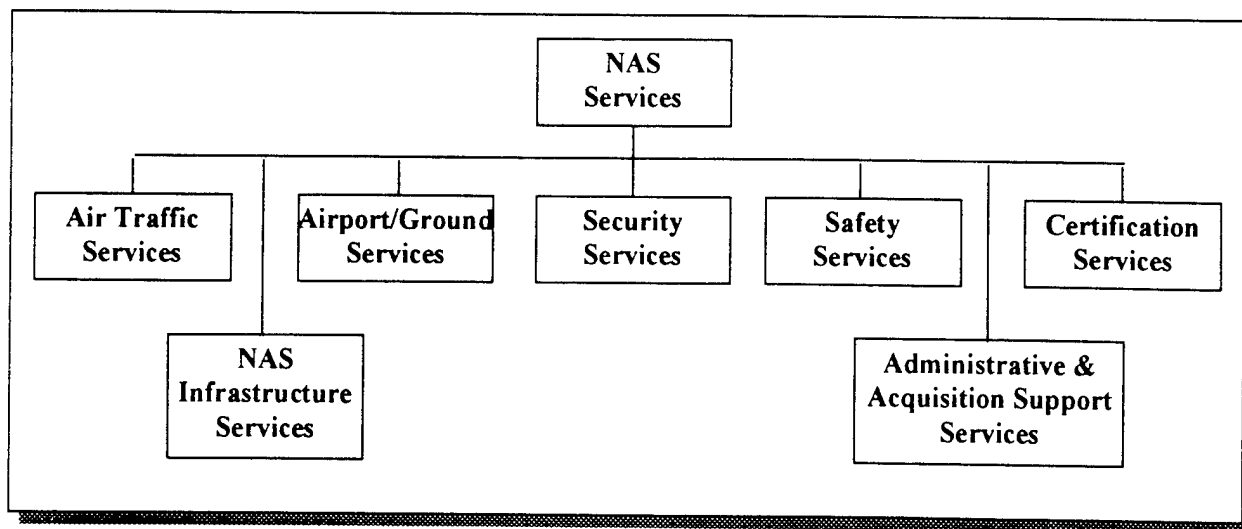 NAS
Services
Air Traffic
Services
Airport/Ground
Services
Security
Services
Safety
Services
Certification
Services
NAS
Infrastructure
Services
Administrative &
Acquisition Support
Services